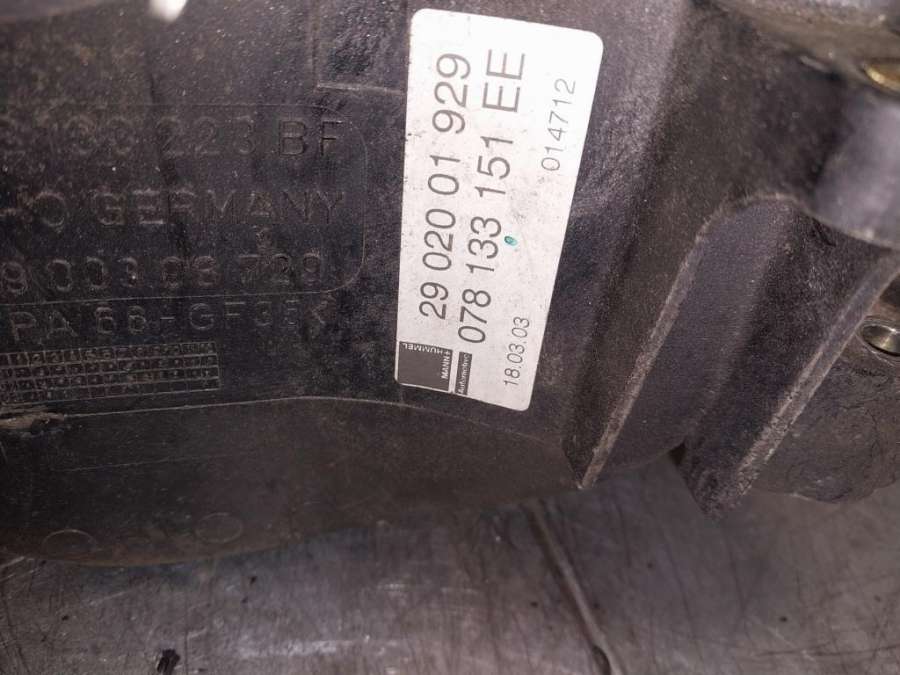 29 020 01 929
078 133 151 EE
014712
18.03.03
MANN+
HUMMEL
Automotive
223 BF
GERMANY
PA 66-GF35